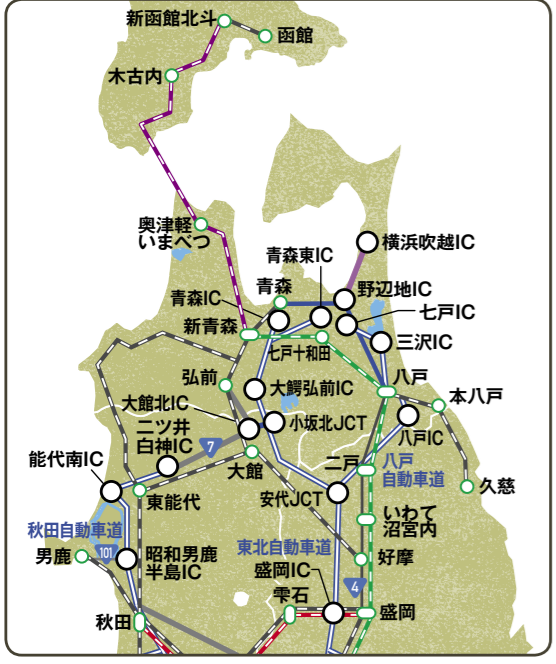 新函館北斗
函館
木古内
奥津軽
いまべつ
横浜吹越IC
青森東IC
青森
野辺地IC
青森IC
七戸IC
新青森
三沢IC
七戸十和田
弘前
八戸
大鰐弘前IC
本八戸
大館北IC
小坂北JCT
八戸IC
二ツ井
白神IC
7
大館
二戸
八戸
自動車道
能代南IC
久慈
東能代
安代JCT
いわて
沼宮内
秋田自動車道
東北自動車道
男鹿
101
昭和男鹿
半島IC
好摩
盛岡IC
4
雫石
秋田
盛岡